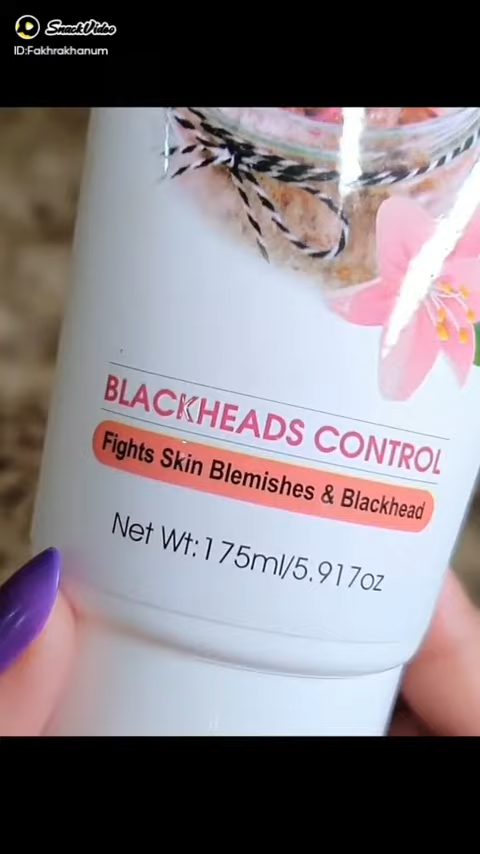 SnackVideo
ID:Fakhrakhanum
BLACKHEADS CONTROL
Fights Skin Blemishes & Blackhead
Net Wt:175ml/5.917oz